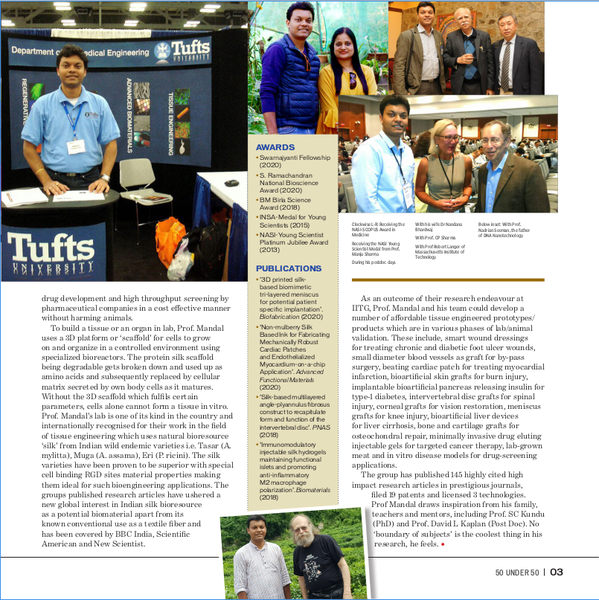 Department of
edical Engineering
Tufts
UNIVERSITY
REGENERATI
ADVANCED BIOMATERIALS
TISSUE ENGINEERING
Tufts
UNIVERSITY
AWARDS
• Swarnajayanti Fellowship
(2020)
• S. Ramachandran
National Bioscience
Award (2020)
• BM Birla Science
Award (2018)
• INSA-Medal for Young
Scientists (2015)
• NASI-Young Scientist
Platinum Jubilee Award
(2013)
PUBLICATIONS
• '3D printed silk-
based biomimetic
tri-layered meniscus
for potential patient
specific implantation'.
Biofabrication (2020)
• 'Non-mulberry Silk
Based Ink for Fabricating
Mechanically Robust
Cardiac Patches
and Endothelialized
Myocardium-on-a-chip
Application'. Advanced
Functional Materials
(2020)
• 'Silk-based multilayered
angle-ply annulus fibrosus
construct to recapitulate
form and function of the
intervertebral disc'. PNAS
(2018)
• 'Immunomodulatory
injectable silk hydrogels
maintaining functional
islets and promoting
anti-inflammatory
M2 macrophage
polarization'. Biomaterials
(2018)
Clockwise L-R: Receiving the
Medicine
Receiving the NASI Young
Scientist Medal from Prof.
Manju Sharma
During his postdoc days
With his wife Dr Nandana
Bhardwaj
With Prof. CP Sharma
With Prof Robert Langer of
Massachusetts Institute of
Technology
Below inset: With Prof.
Nadrian Seeman, the father
of DNA Nanotechnology
drug development and high throughput screening by
pharmaceutical companies in a cost effective manner
without harming animals.
To build a tissue or an organ in lab, Prof. Mandal
uses a 3D platform or 'scaffold' for cells to grow
on and organize in a controlled environment using
specialized bioreactors. The protein silk scaffold
being degradable gets broken down and used up as
amino acids and subsequently replaced by cellular
matrix secreted by own body cells as it matures.
Without the 3D scaffold which fulfils certain
parameters, cells alone cannot form a tissue in vitro.
Prof. Mandal's lab is one of its kind in the country and
internationally recognised for their work in the field
of tissue engineering which uses natural bioresource
'silk' from Indian wild endemic varieties i.e. Tasar (A.
mylitta), Muga (A. assama), Eri (P. ricini). The silk
varieties have been proven to be superior with special
cell binding RGD sites material properties making
them ideal for such bioengineering applications. The
groups published research articles have ushered a
new global interest in Indian silk bioresource
as a potential biomaterial apart from its
known conventional use as a textile fiber and
has been covered by BBC India, Scientific
American and New Scientist.
As an outcome of their research endeavour at
IITG, Prof. Mandal and his team could develop a
number of affordable tissue engineered prototypes/
products which are in various phases of lab/animal
validation. These include, smart wound dressings
for treating chronic and diabetic foot ulcer wounds,
small diameter blood vessels as graft for by-pass
surgery, beating cardiac patch for treating myocardial
infarction, bioartificial skin grafts for burn injury,
implantable bioartificial pancreas releasing insulin for
type-1 diabetes, intervertebral disc grafts for spinal
injury, corneal grafts for vision restoration, meniscus
grafts for knee injury, bioartificial liver devices
for liver cirrhosis, bone and cartilage grafts for
osteochondral repair, minimally invasive drug eluting
injectable gels for targeted cancer therapy, lab-grown
meat and in vitro disease models for drug-screening
applications.
The group has published 145 highly cited high
impact research articles in prestigious journals,
filed 19 patents and licensed 3 technologies.
Prof Mandal draws inspiration from his family,
teachers and mentors, including Prof. SC Kundu
(PhD) and Prof. David L Kaplan (Post Doc). No
'boundary of subjects' is the coolest thing in his
research, he feels.
50 UNDER 50 | 03